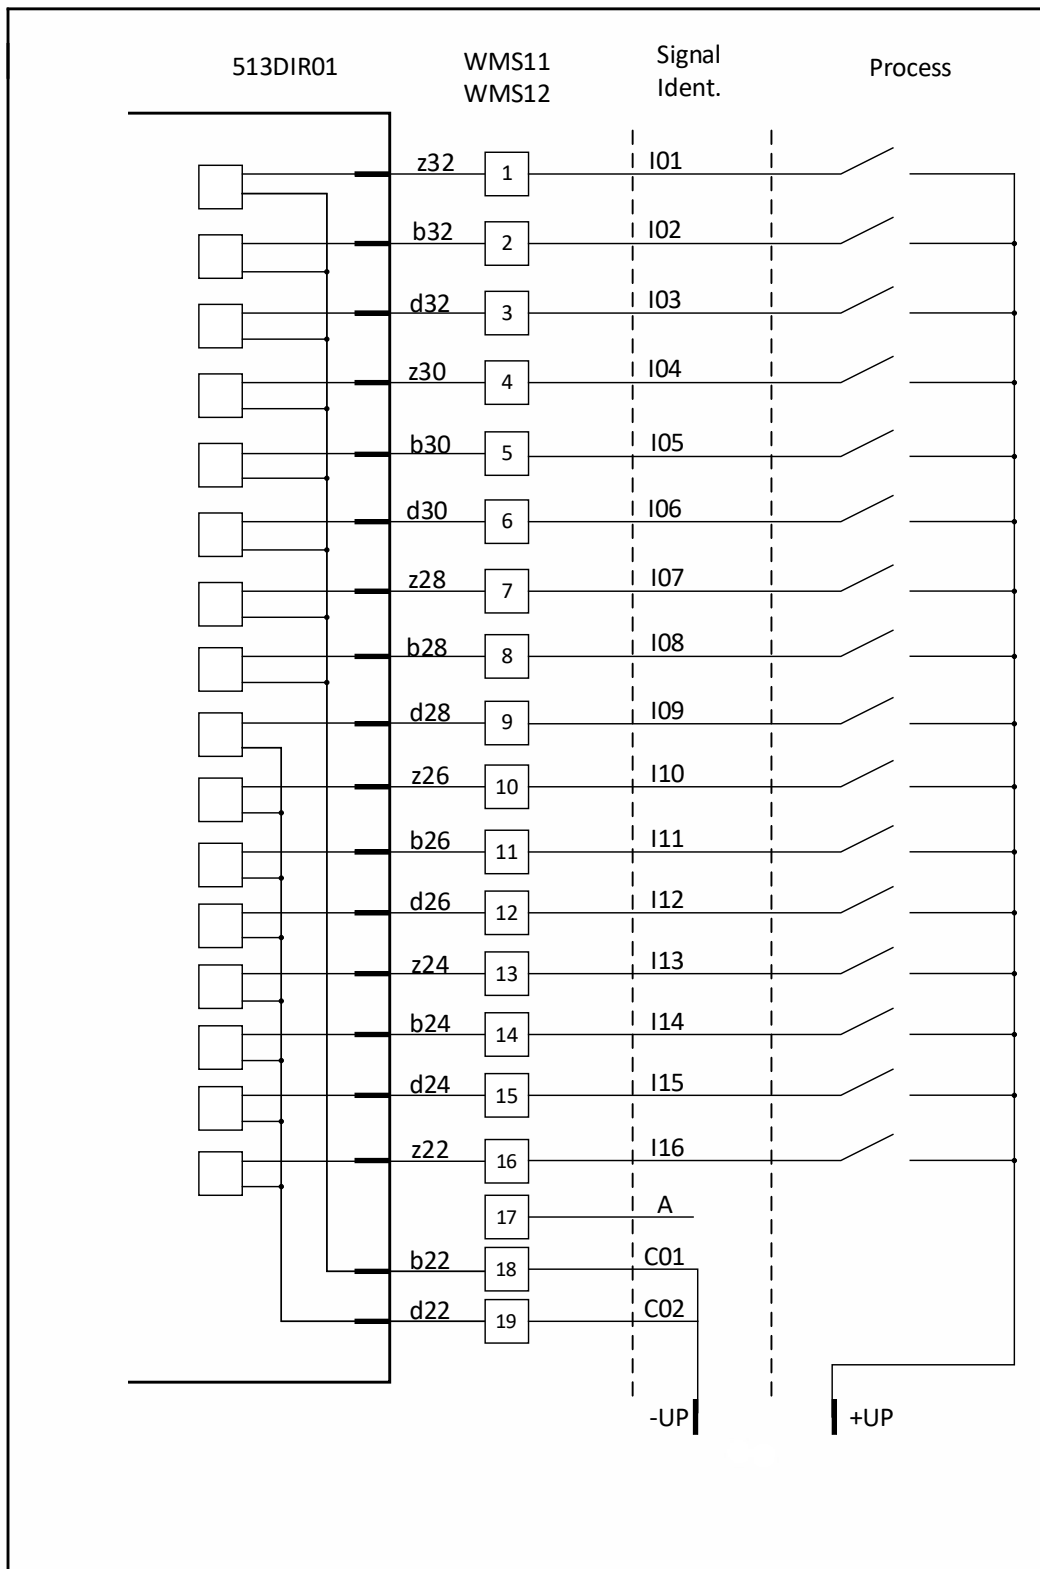 513DIR01 WMS11 Signal Process
WMS12 Ident.
z32 1 I01
b32 2 I02
d32 3 I03
z30 4 I04
b30 5 I05
d30 6 I06
z28 7 I07
b28 8 I08
d28 9 I09
z26 10 I10
b26 11 I11
d26 12 I12
z24 13 I13
b24 14 I14
d24 15 I15
z22 16 I16
17 A
b22 18 C01
d22 19 C02
-UP +UP